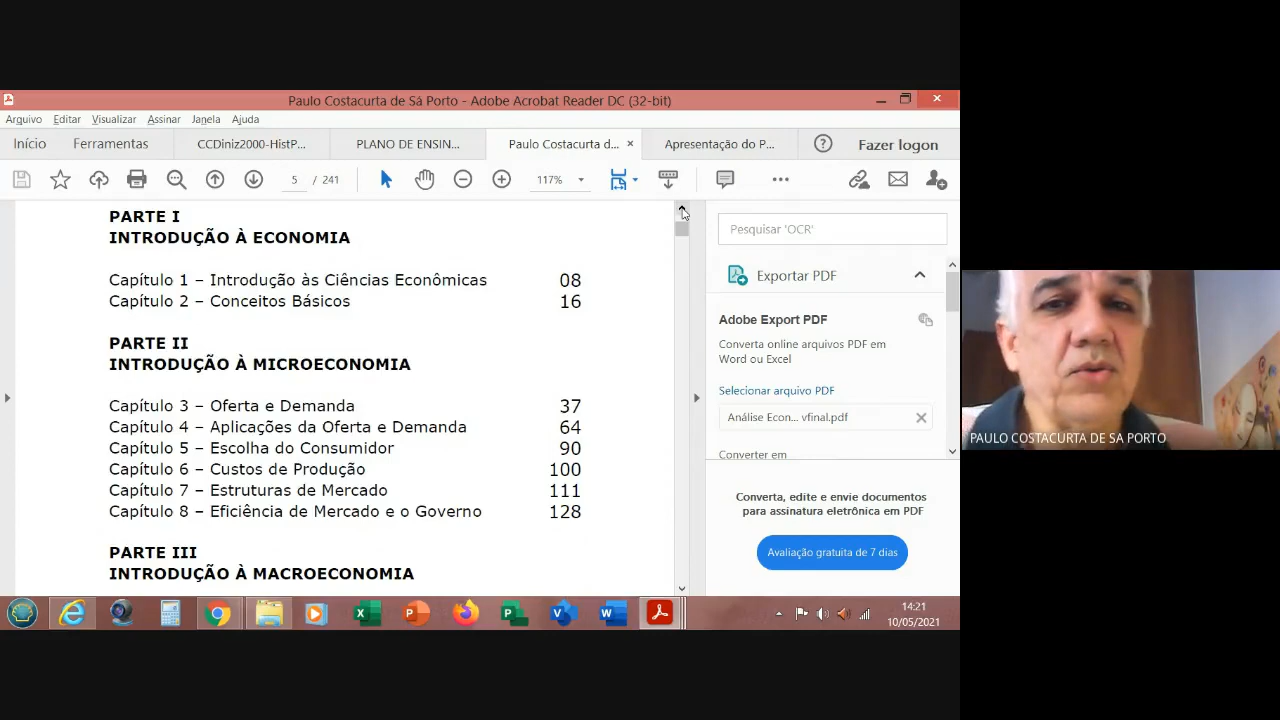 Paulo Costacurta de Sá Porto - Adobe Acrobat Reader DC (32-bit)
Arquivo Editar Visualizar Assinar Janela Ajuda
Início Ferramentas CCDiniz2000-HistP... PLANO DE ENSIN... Paulo Costacurta d... × Apresentação do P... ? Fazer logon
5 / 241 117%
PARTE I
INTRODUÇÃO À ECONOMIA
Capítulo 1 – Introdução às Ciências Econômicas 08
Capítulo 2 – Conceitos Básicos 16
PARTE II
INTRODUÇÃO À MICROECONOMIA
Capítulo 3 – Oferta e Demanda 37
Capítulo 4 – Aplicações da Oferta e Demanda 64
Capítulo 5 – Escolha do Consumidor 90
Capítulo 6 – Custos de Produção 100
Capítulo 7 – Estruturas de Mercado 111
Capítulo 8 – Eficiência de Mercado e o Governo 128
PARTE III
INTRODUÇÃO À MACROECONOMIA
Pesquisar 'OCR'
Exportar PDF
Adobe Export PDF
Converta online arquivos PDF em
Word ou Excel
Selecionar arquivo PDF
Análise Econ... vfinal.pdf
Converter em
Converta, edite e envie documentos
para assinatura eletrônica em PDF
Avaliação gratuita de 7 dias
14:21
10/05/2021
PAULO COSTACURTA DE SA PORTO